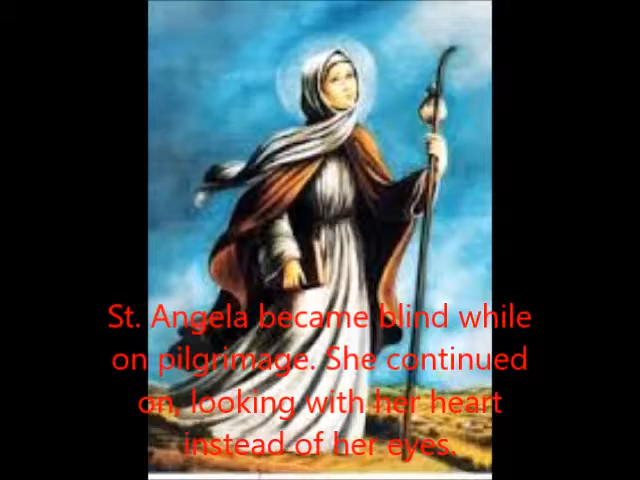 St. Angela became blind while
on pilgrimage. She continued
on, looking with her heart
instead of her eyes.